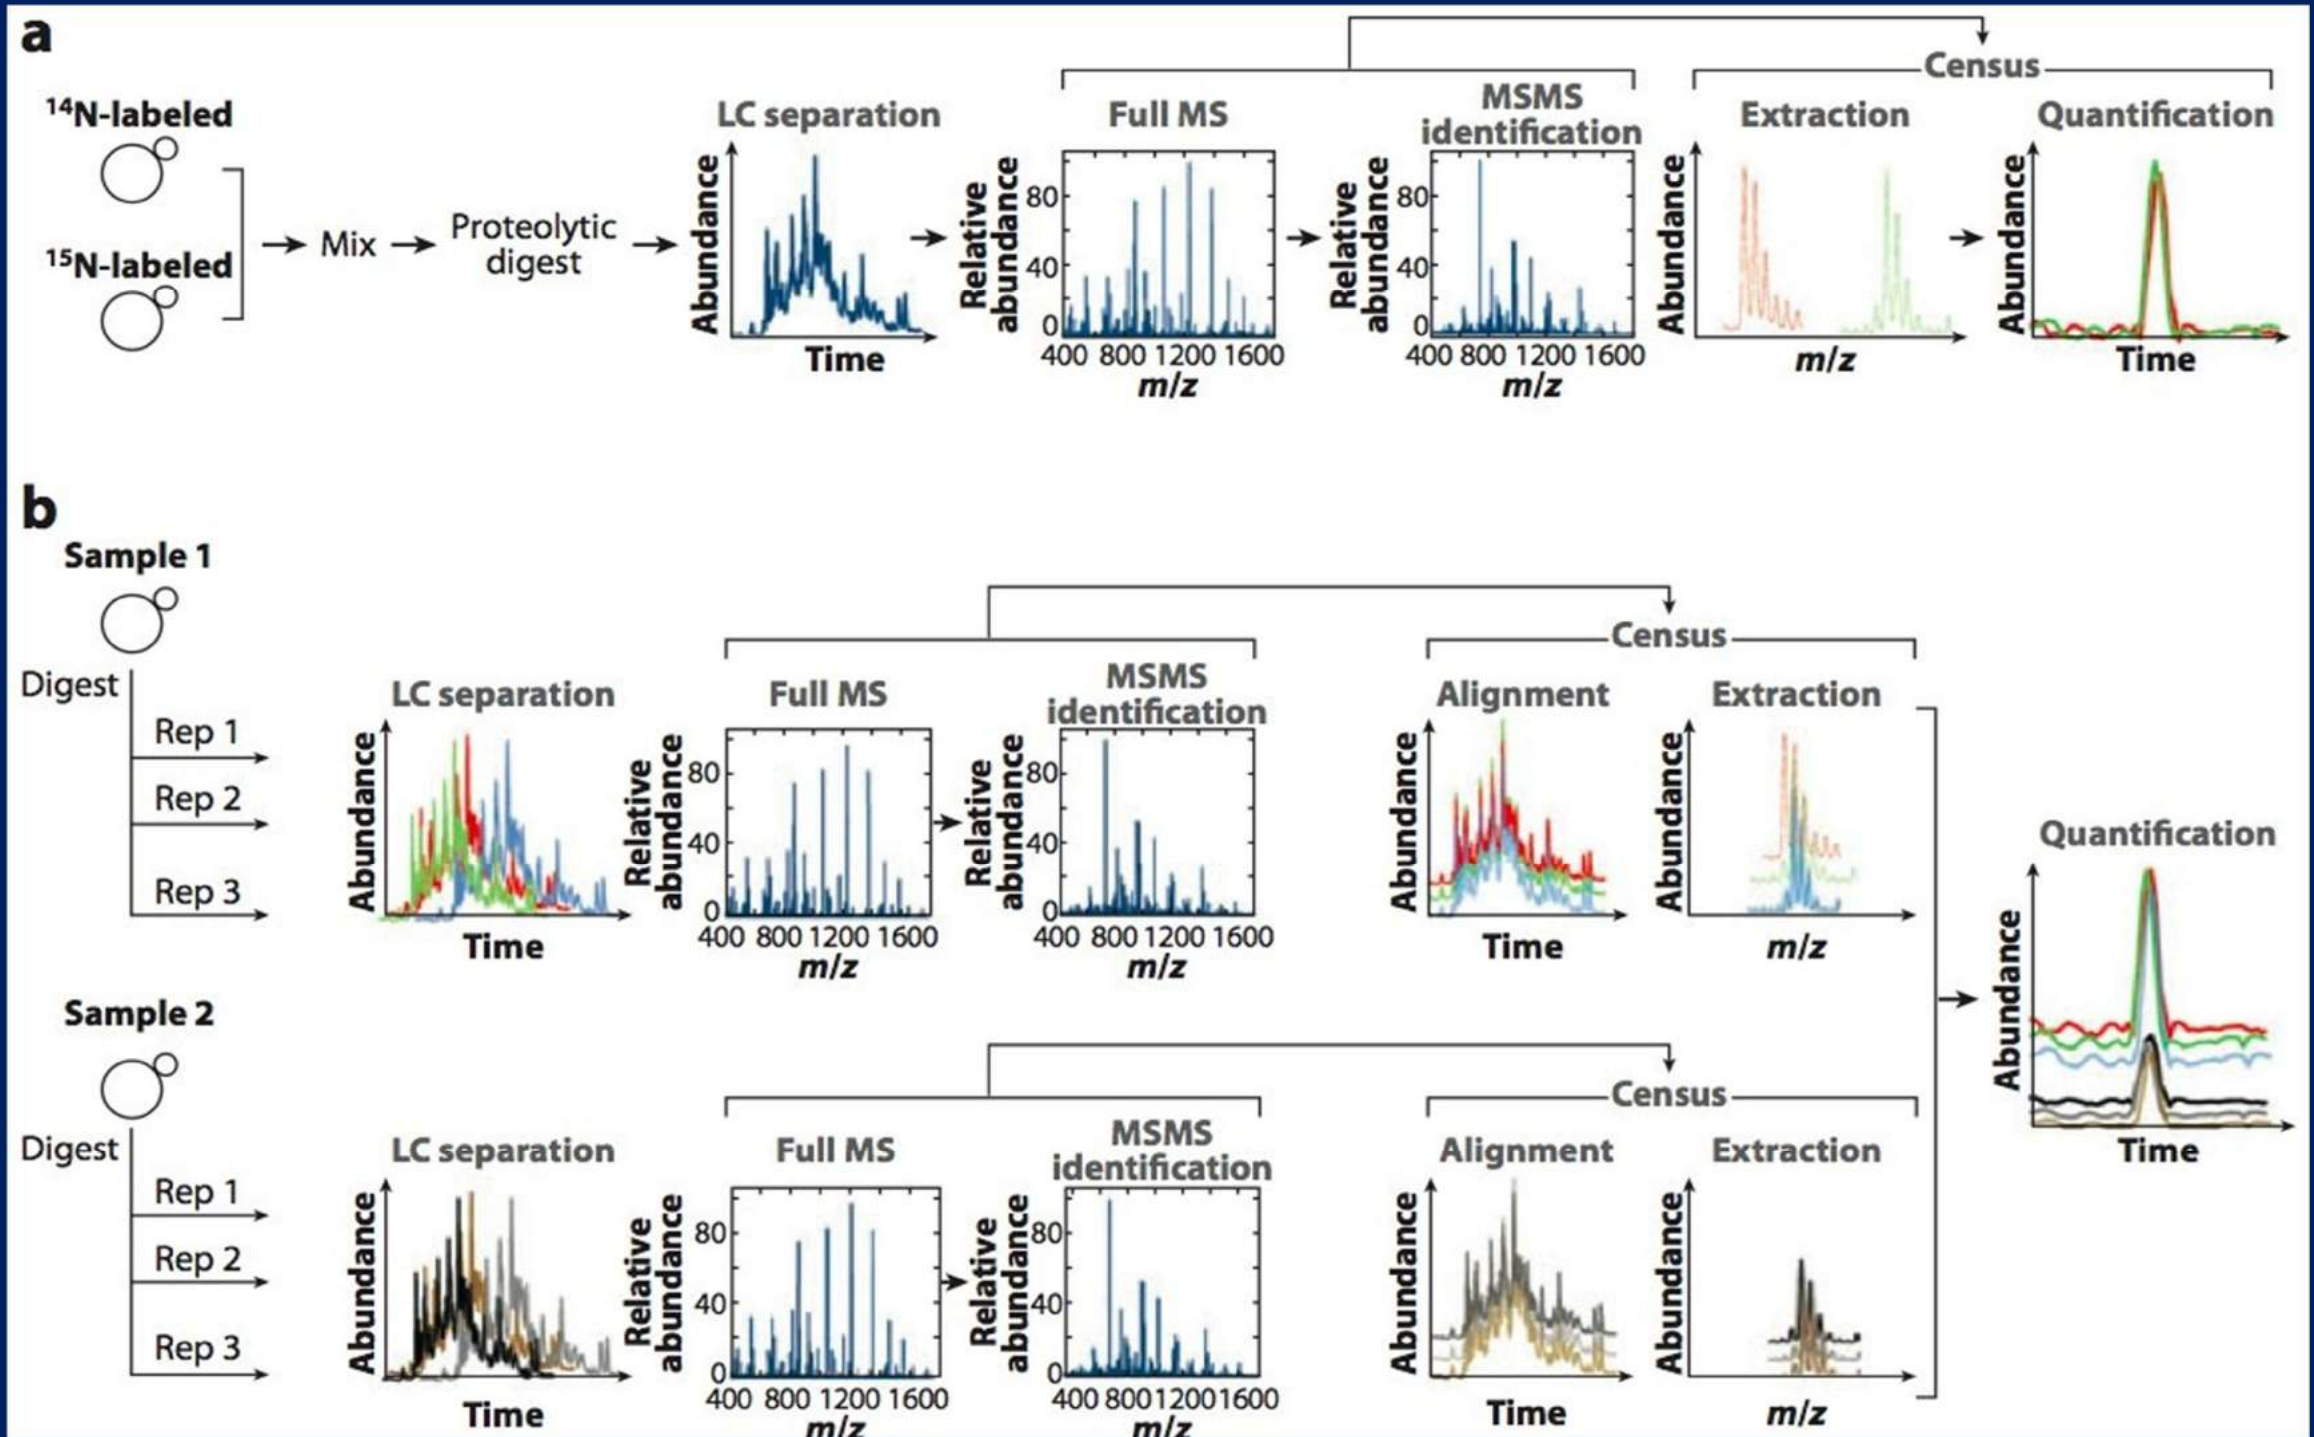 a
Census
¹⁴N-labeled
¹⁵N-labeled
Mix
Proteolytic
digest
LC separation
Abundance
Time
Full MS
Relative
abundance
80
40
0
400 800 1200 1600
m/z
MSMS
identification
Relative
abundance
80
40
0
400 800 1200 1600
m/z
Extraction
Abundance
m/z
Quantification
Abundance
Time
b
Sample 1
Digest
Rep 1
Rep 2
Rep 3
LC separation
Abundance
Time
Full MS
Relative
abundance
80
40
0
400 800 1200 1600
m/z
MSMS
identification
Relative
abundance
80
40
0
400 800 1200 1600
m/z
Census
Alignment
Abundance
Time
Extraction
Abundance
m/z
Quantification
Abundance
Time
Sample 2
Digest
Rep 1
Rep 2
Rep 3
LC separation
Abundance
Time
Full MS
Relative
abundance
80
40
0
400 800 1200 1600
m/z
MSMS
identification
Relative
abundance
80
40
0
400 800 1200 1600
m/z
Census
Alignment
Abundance
Time
Extraction
Abundance
m/z